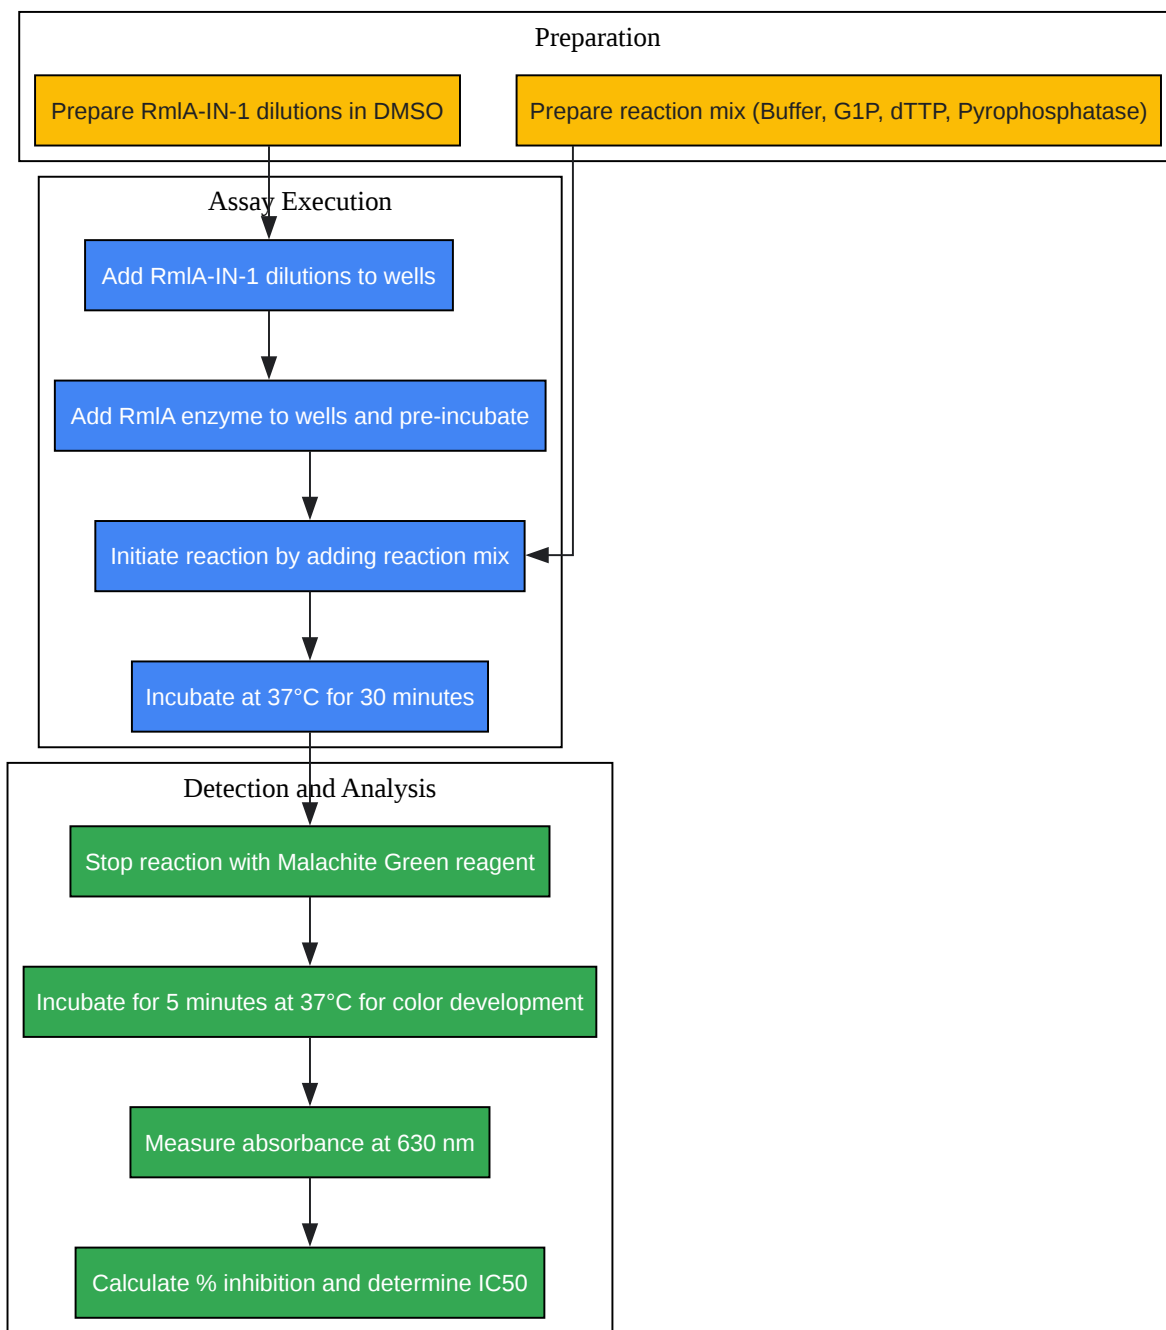 Preparation
Prepare RmlA-IN-1 dilutions in DMSO
Prepare reaction mix (Buffer, G1P, dTTP, Pyrophosphatase)
Assay Execution
Add RmlA-IN-1 dilutions to wells
Add RmlA enzyme to wells and pre-incubate
Initiate reaction by adding reaction mix
Incubate at 37°C for 30 minutes
Detection and Analysis
Stop reaction with Malachite Green reagent
Incubate for 5 minutes at 37°C for color development
Measure absorbance at 630 nm
Calculate % inhibition and determine IC50